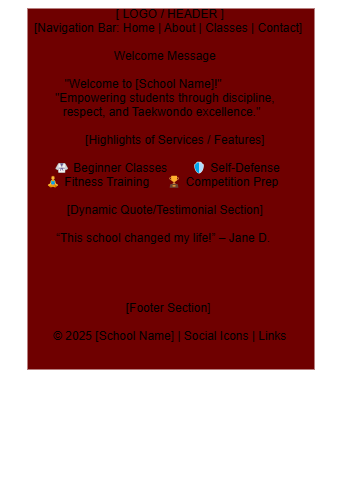 [ LOGO / HEADER ]
[Navigation Bar: Home | About | Classes | Contact]
Welcome Message
"Welcome to [School Name]!"
"Empowering students through discipline,
respect, and Taekwondo excellence."
[Highlights of Services / Features]
🥋 Beginner Classes 🛡️ Self-Defense
🧘 Fitness Training 🏆 Competition Prep
[Dynamic Quote/Testimonial Section]
"This school changed my life!" – Jane D.
[Footer Section]
© 2025 [School Name] | Social Icons | Links